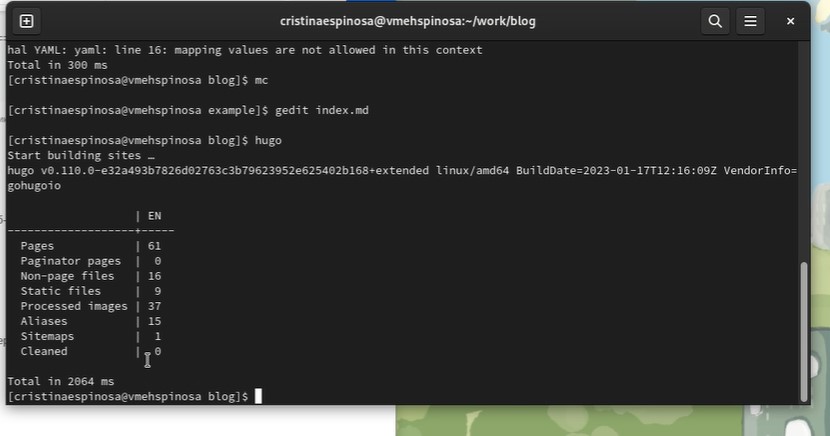 cristinaespinosa@vmehspinosa:~/work/blog
hal YAML: yaml: line 16: mapping values are not allowed in this context
Total in 300 ms
[cristinaespinosa@vmehspinosa blog]$ mc
[cristinaespinosa@vmehspinosa example]$ gedit index.md
[cristinaespinosa@vmehspinosa blog]$ hugo
Start building sites …
hugo v0.110.0-e32a493b7826d02763c3b79623952e625402b168+extended linux/amd64 BuildDate=2023-01-17T12:16:09Z VendorInfo=
gohugoio
| EN
-------------------+-----
Pages | 61
Paginator pages | 0
Non-page files | 16
Static files | 9
Processed images | 37
Aliases | 15
Sitemaps | 1
Cleaned | 0
Total in 2064 ms
[cristinaespinosa@vmehspinosa blog]$